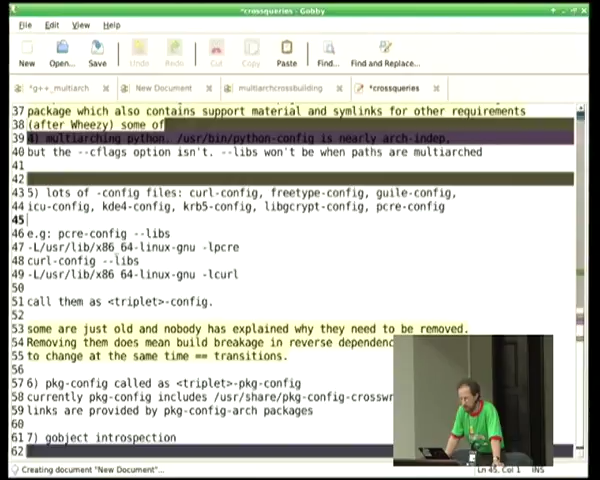 *crossqueries - Gobby
File Edit View Help
New Open... Save Undo Redo Cut Copy Paste Find... Find and Replace...
*g++_multiarch New Document multiarchcrossbuilding *crossqueries
37 package which also contains support material and symlinks for other requirements
38 (after Wheezy) some of
39 4) multiarching python. /usr/bin/python-config is nearly arch-indep,
40 but the --cflags option isn't. --libs won't be when paths are multiarched
41
42
43 5) lots of -config files: curl-config, freetype-config, guile-config,
44 icu-config, kde4-config, krb5-config, libgcrypt-config, pcre-config
45
46 e.g: pcre-config --libs
47 -L/usr/lib/x86_64-linux-gnu -lpcre
48 curl-config --libs
49 -L/usr/lib/x86_64-linux-gnu -lcurl
50
51 call them as <triplet>-config.
52
53 some are just old and nobody has explained why they need to be removed.
54 Removing them does mean build breakage in reverse dependenc
55 to change at the same time == transitions.
56
57 6) pkg-config called as <triplet>-pkg-config
58 currently pkg-config includes /usr/share/pkg-config-crosswr
59 links are provided by pkg-config-arch packages
60
61 7) gobject introspection
62
Creating document "New Document"...
Ln 45, Col 1 INS